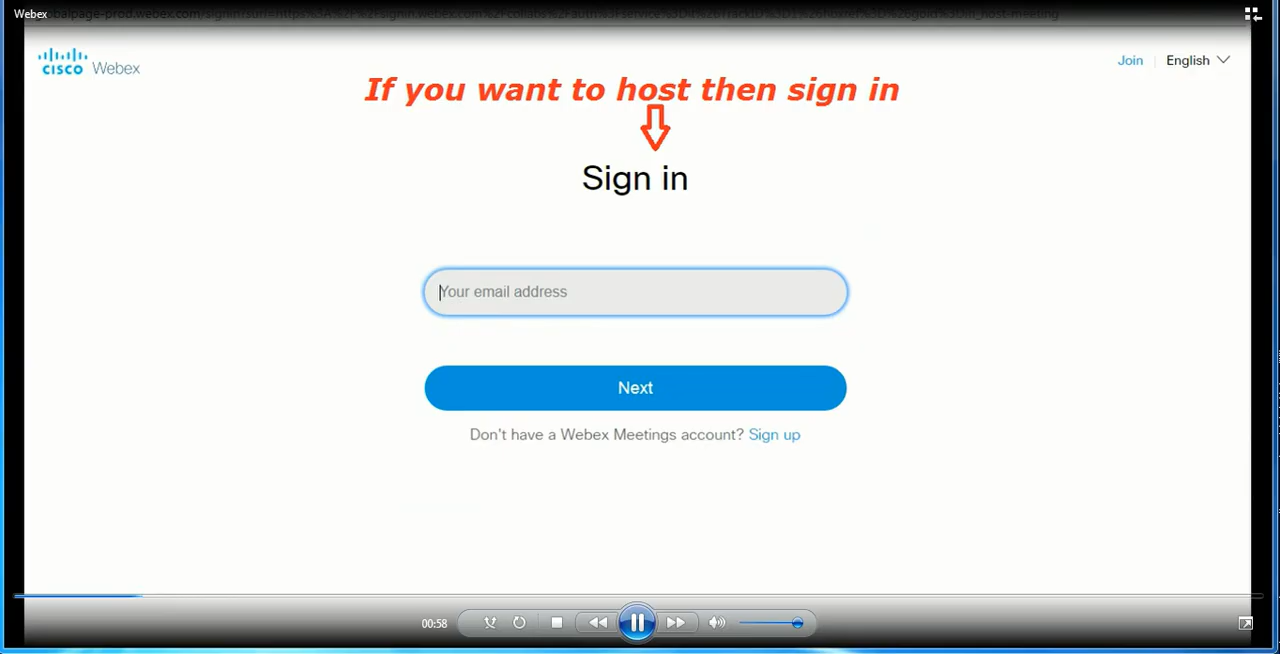 Webex
CISCO Webex
Join
English
If you want to host then sign in
Sign in
Your email address
Next
Don't have a Webex Meetings account? Sign up
00:58